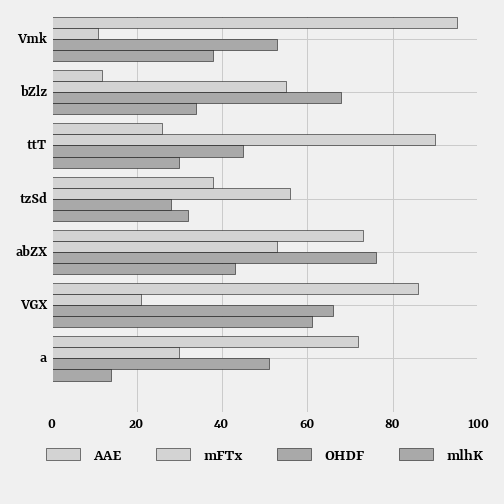 Vmk
bZlz
ttT
tzSd
abZX
VGX
a
0 20 40 60 80 100
AAE mFTx OHDF mlhK